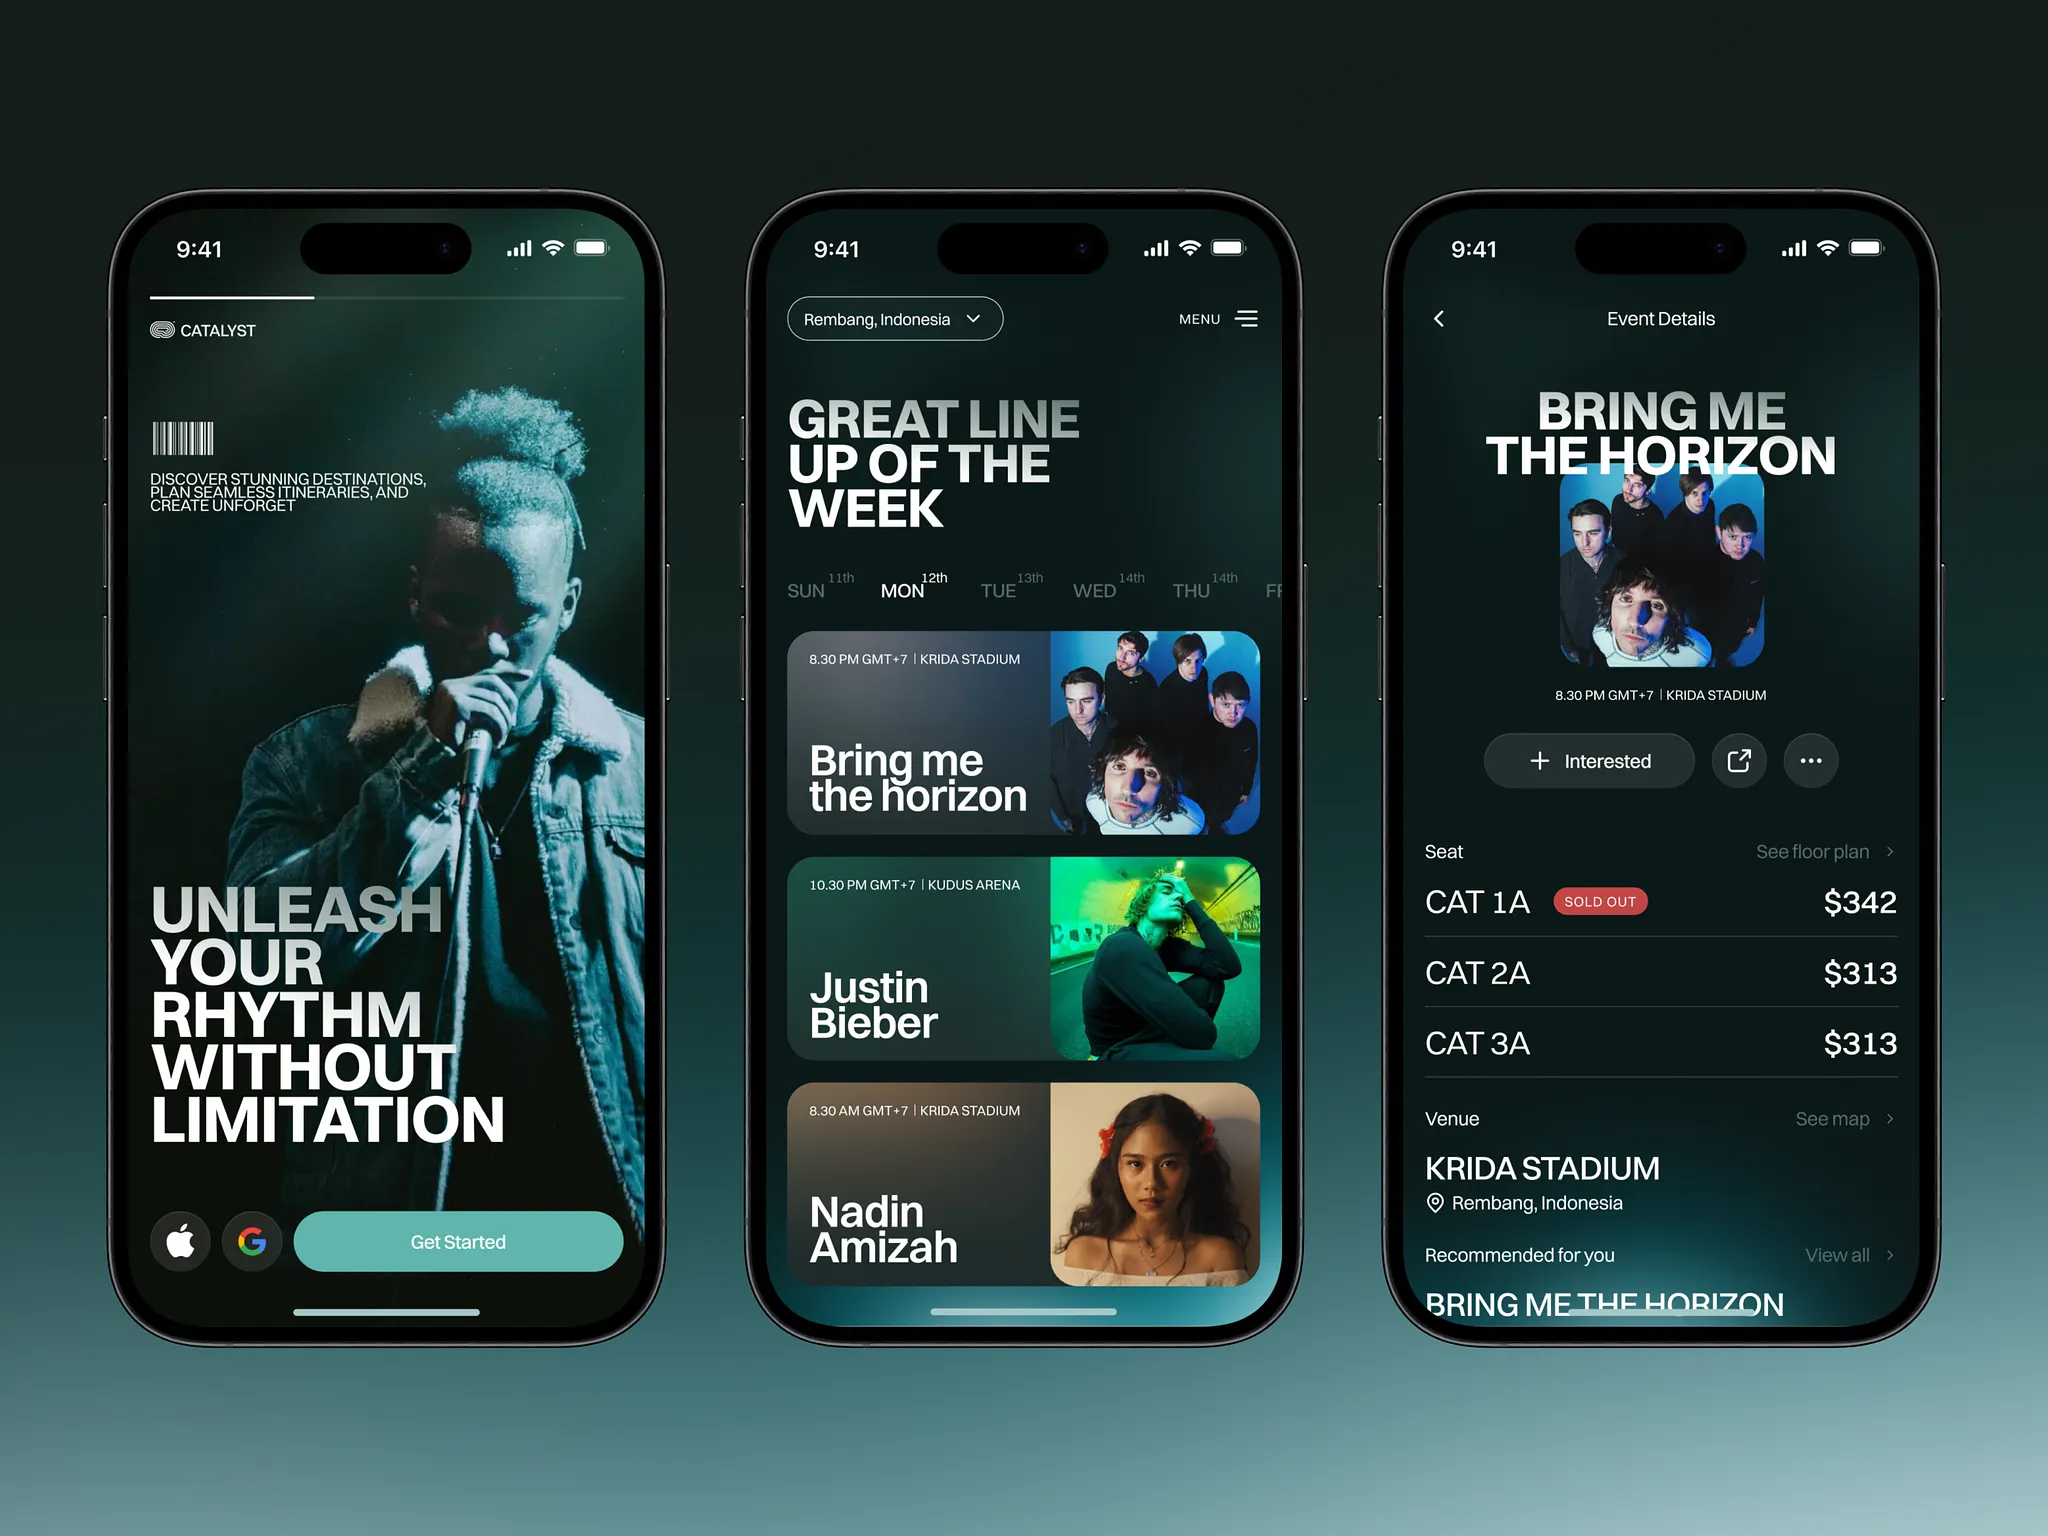 9:41
CATALYST
DISCOVER STUNNING DESTINATIONS,
PLAN SEAMLESS ITINERARIES, AND
CREATE UNFORGET
UNLEASH
YOUR
RHYTHM
WITHOUT
LIMITATION
Get Started
9:41
Rembang, Indonesia
MENU
GREAT LINE
UP OF THE
WEEK
SUN 11th MON 12th TUE 13th WED 14th THU 14th FR
8.30 PM GMT+7 | KRIDA STADIUM
Bring me
the horizon
10.30 PM GMT+7 | KUDUS ARENA
Justin
Bieber
8.30 AM GMT+7 | KRIDA STADIUM
Nadin
Amizah
9:41
Event Details
BRING ME
THE HORIZON
8.30 PM GMT+7 | KRIDA STADIUM
+ Interested
Seat See floor plan
CAT 1A SOLD OUT $342
CAT 2A $313
CAT 3A $313
Venue See map
KRIDA STADIUM
Rembang, Indonesia
Recommended for you View all
BRING ME THE HORIZON